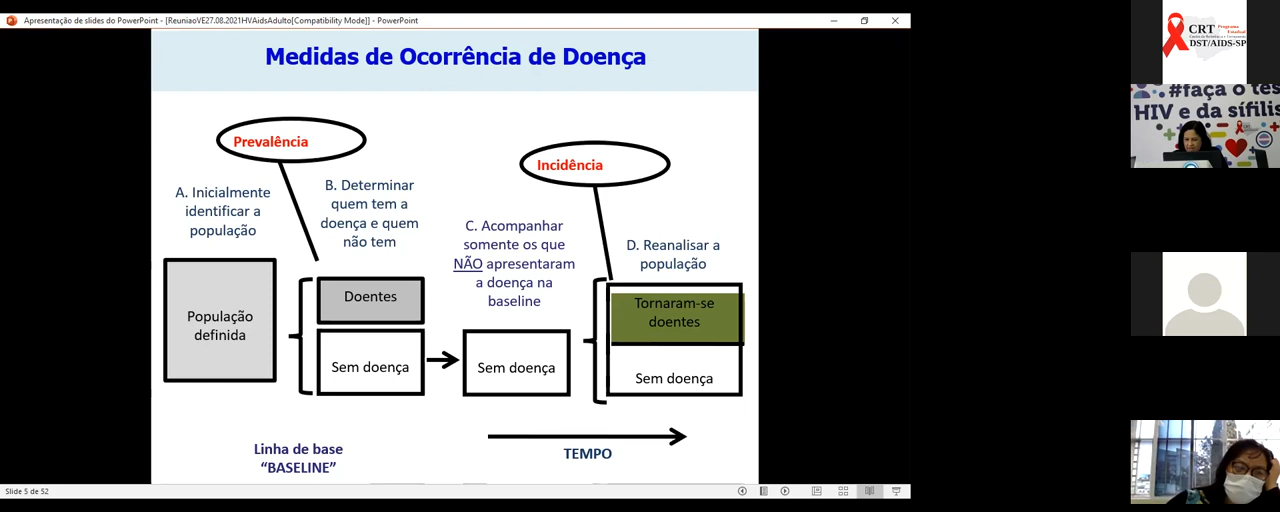 Apresentação de slides do PowerPoint - [ReuniaoVE27.08.2021HVAidsAdulto[Compatibility Mode]] - PowerPoint
Medidas de Ocorrência de Doença
Prevalência
Incidência
A. Inicialmente
identificar a
população
B. Determinar
quem tem a
doença e quem
não tem
C. Acompanhar
somente os que
NÃO apresentaram
a doença na
baseline
D. Reanalisar a
população
População
definida
Doentes
Sem doença
Sem doença
Tornaram-se
doentes
Sem doença
Linha de base
“BASELINE”
TEMPO
Slide 5 de 52
CRT
Programa
Estadual
DST/AIDS-SP
#faça o tes
HIV e da sífilis